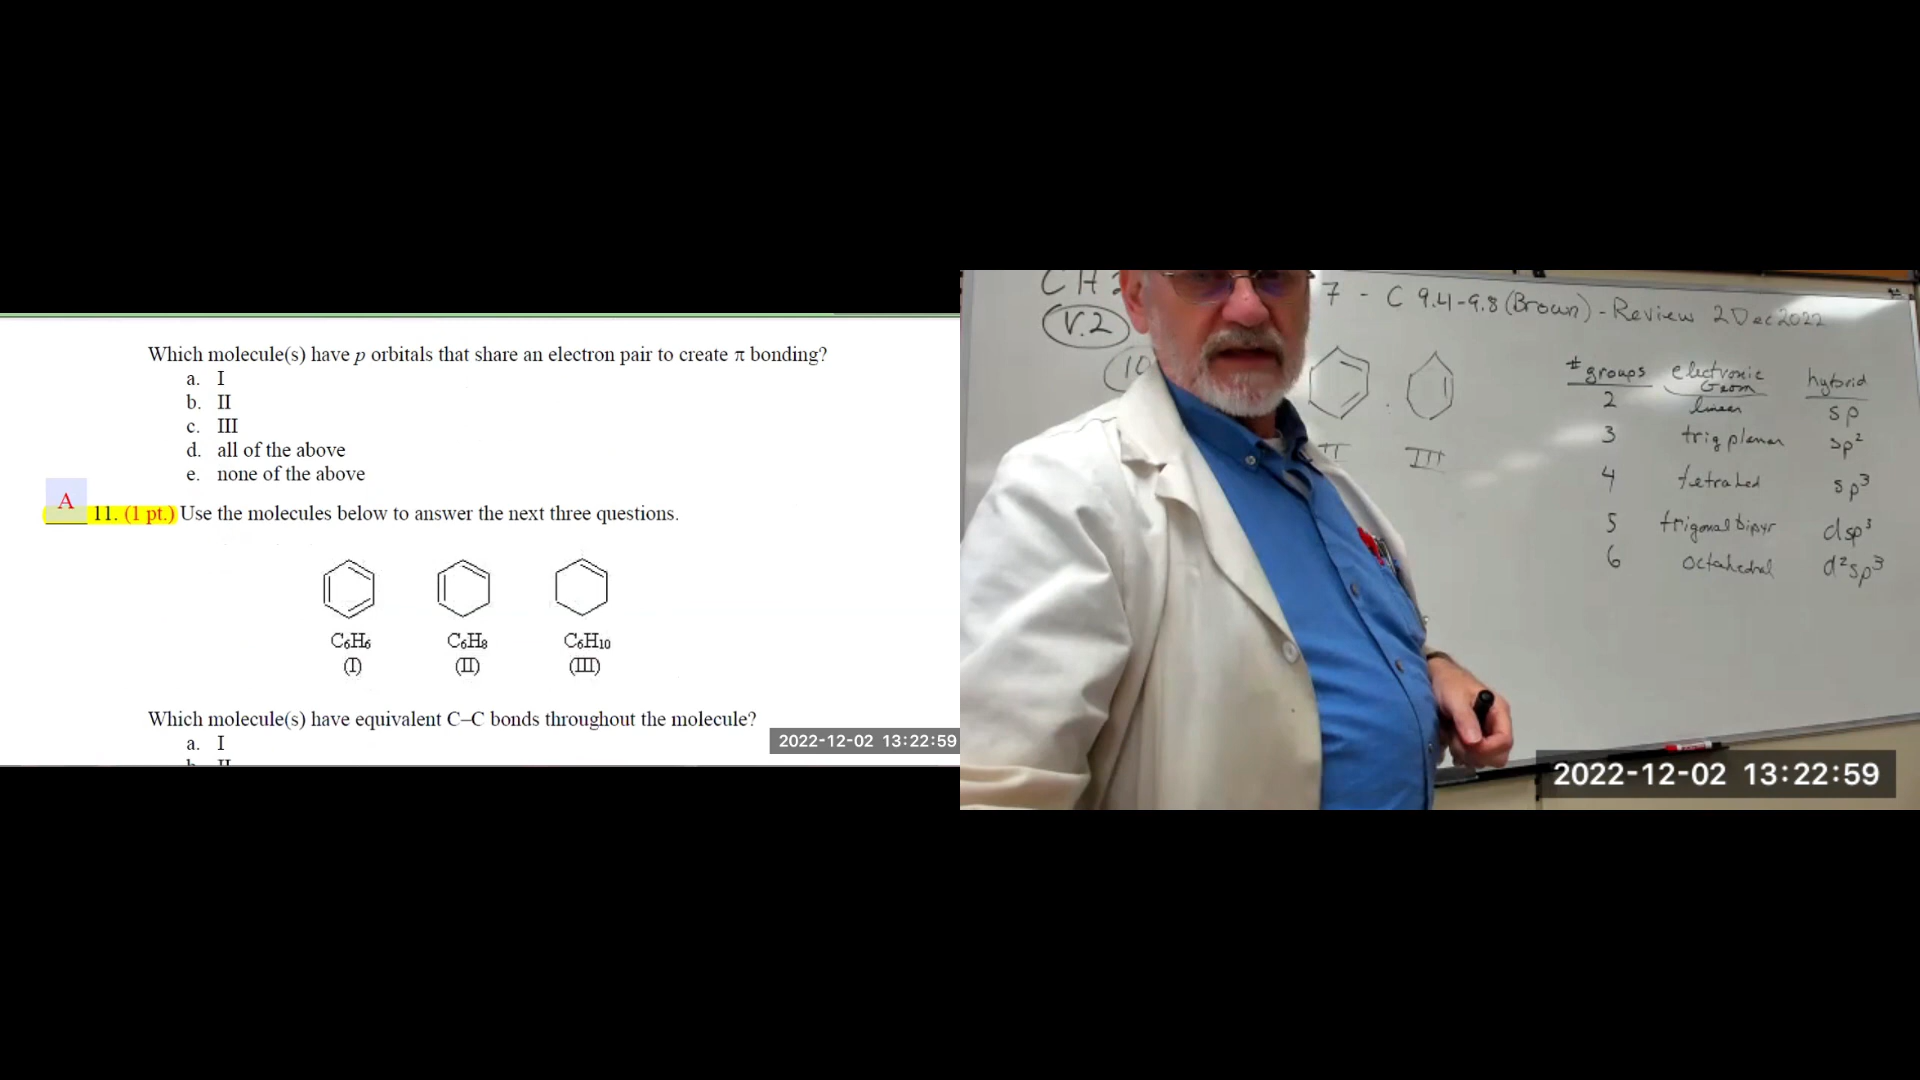 Which molecule(s) have p orbitals that share an electron pair to create π bonding?
a. I
b. II
c. III
d. all of the above
e. none of the above
A
11. (1 pt.) Use the molecules below to answer the next three questions.
C₆H₆ C₆H₈ C₆H₁₀
(I) (II) (III)
Which molecule(s) have equivalent C–C bonds throughout the molecule?
a. I
b. II
2022-12-02 13:22:59
CH
7 - C 9.4-9.8 (Brown) - Review 2 Dec 2022
V.2
10
II III
# groups electronic Geom hybrid
2 linear sp
3 trig planar sp²
4 tetrahed sp³
5 trigonal bipyr dsp³
6 octahedral d²sp³
2022-12-02 13:22:59